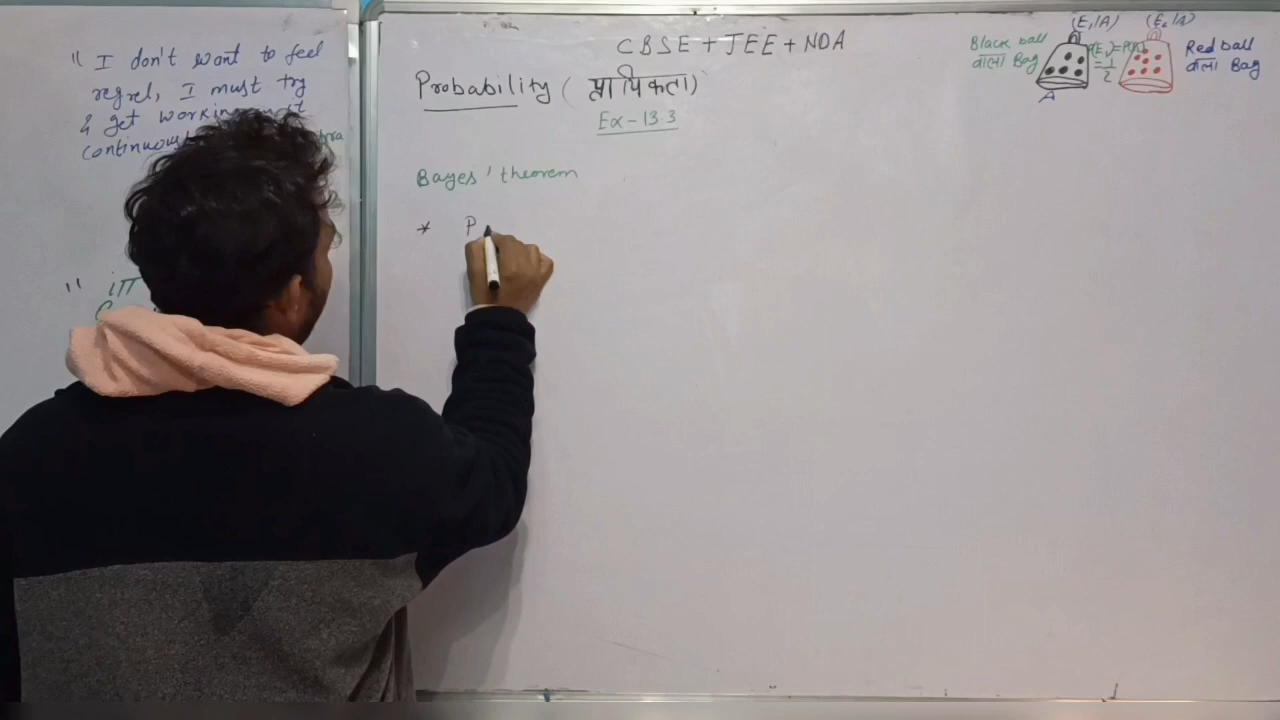 " I don't want to feel
regret, I must try
& get working
continuous
"
CBSE + JEE + NDA
Probability (प्रायिकता)
Ex-13.3
Bayes' theorem
* P
(E₁/A)
(E₂/A)
Black ball
वाला Bag
A
Red ball
वाला Bag